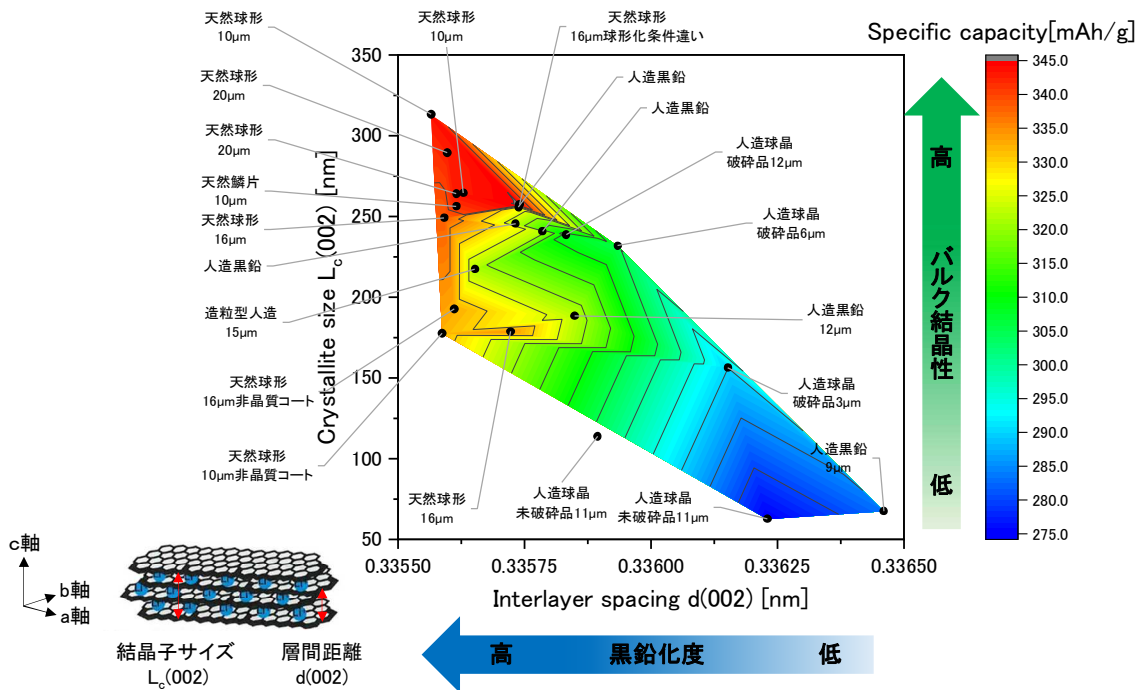 天然球形
10μm
天然球形
10μm
天然球形
16μm球形化条件違い
Specific capacity[mAh/g]
天然球形
20μm
天然球形
20μm
天然鱗片
10μm
天然球形
16μm
人造黒鉛
造粒型人造
15μm
天然球形
16μm非晶質コート
天然球形
10μm非晶質コート
人造黒鉛
人造黒鉛
人造球晶
破砕品12μm
人造球晶
破砕品6μm
人造黒鉛
12μm
人造球晶
破砕品3μm
人造黒鉛
9μm
天然球形
16μm
人造球晶
未破砕品11μm
人造球晶
未破砕品11μm
Crystallite size Lc(002) [nm]
350
300
250
200
150
100
50
0.33550
0.33575
0.33600
0.33625
0.33650
Interlayer spacing d(002) [nm]
高
バルク結晶性
低
345.0
340.0
330.0
325.0
320.0
315.0
310.0
305.0
300.0
295.0
290.0
285.0
280.0
275.0
c軸
b軸
a軸
結晶子サイズ
Lc(002)
層間距離
d(002)
高 黒鉛化度 低